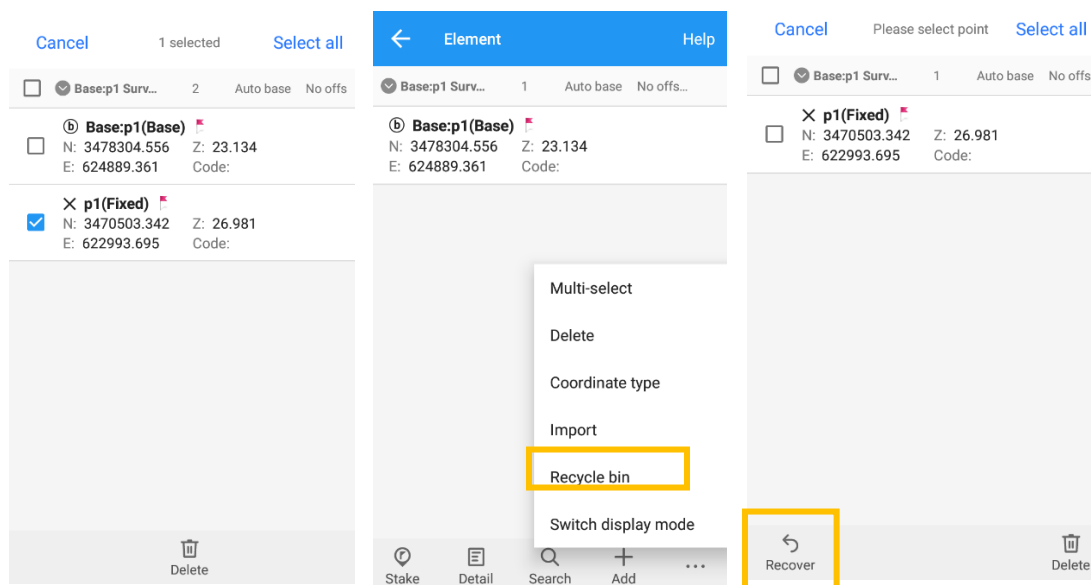 Cancel 1 selected Select all
Base:p1 Surv... 2 Auto base No offs
b Base:p1(Base)
N: 3478304.556 Z: 23.134
E: 624889.361 Code:
p1(Fixed)
N: 3470503.342 Z: 26.981
E: 622993.695 Code:
Delete
Element Help
Base:p1 Surv... 1 Auto base No offs...
b Base:p1(Base)
N: 3478304.556 Z: 23.134
E: 624889.361 Code:
Multi-select
Delete
Coordinate type
Import
Recycle bin
Switch display mode
Stake Detail Search Add
Cancel Please select point Select all
Base:p1 Surv... 1 Auto base No offs
p1(Fixed)
N: 3470503.342 Z: 26.981
E: 622993.695 Code:
Recover Delete